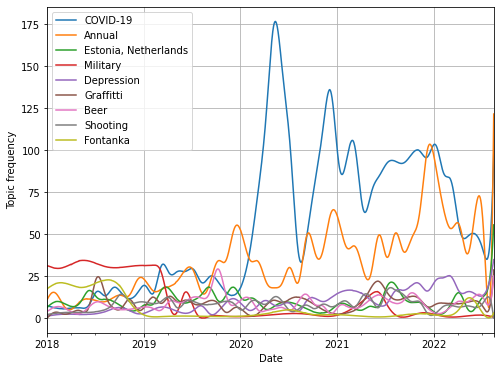 COVID-19
Annual
Estonia, Netherlands
Military
Depression
Graffitti
Beer
Shooting
Fontanka
175
150
125
100
75
50
25
0
Topic frequency
2018 2019 2020 2021 2022
Date